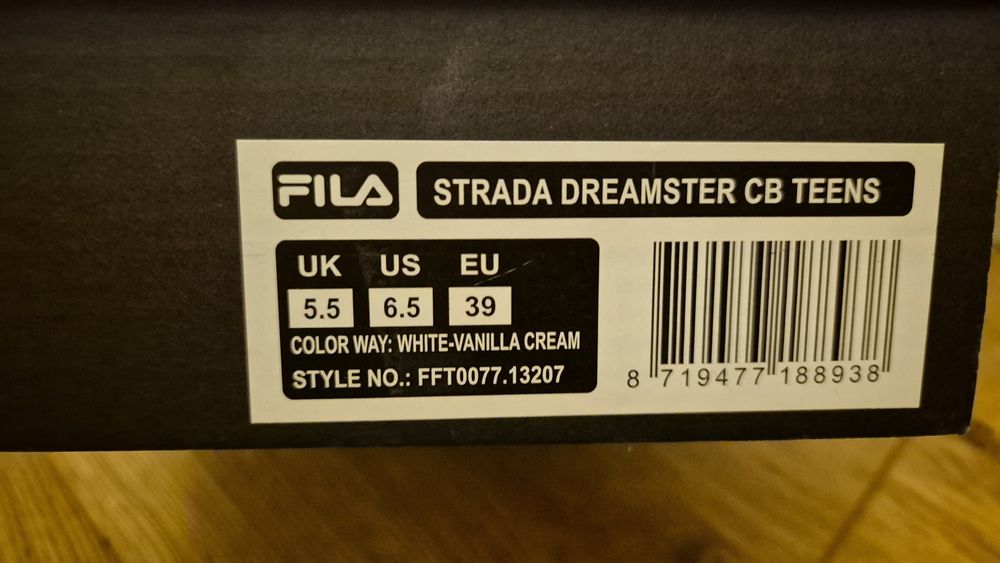 FILA STRADA DREAMSTER CB TEENS
UK US EU
5.5 6.5 39
COLOR WAY: WHITE-VANILLA CREAM
STYLE NO.: FFT0077.13207
8 719477 188938